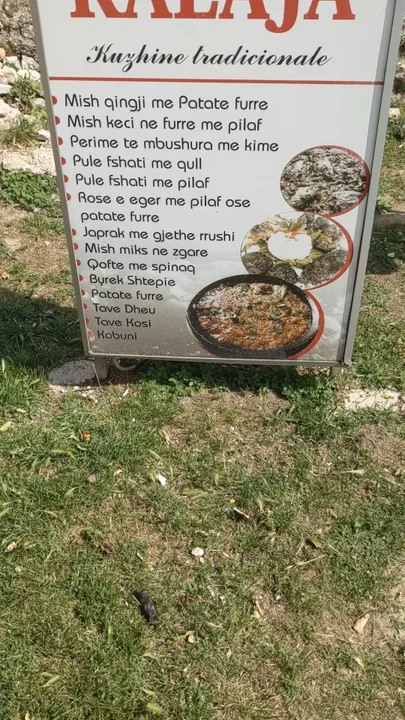 KALAJA
Kuzhine tradicionale
Mish qingji me Patate furre
Mish keci ne furre me pilaf
Perime te mbushura me kime
Pule fshati me qull
Pule fshati me pilaf
Rose e eger me pilaf ose
patate furre
Japrak me gjethe rrushi
Mish miks ne zgare
Qofte me spinaq
Byrek Shtepie
Patate furre
Tave Dheu
Tave Kosi
Kabuni